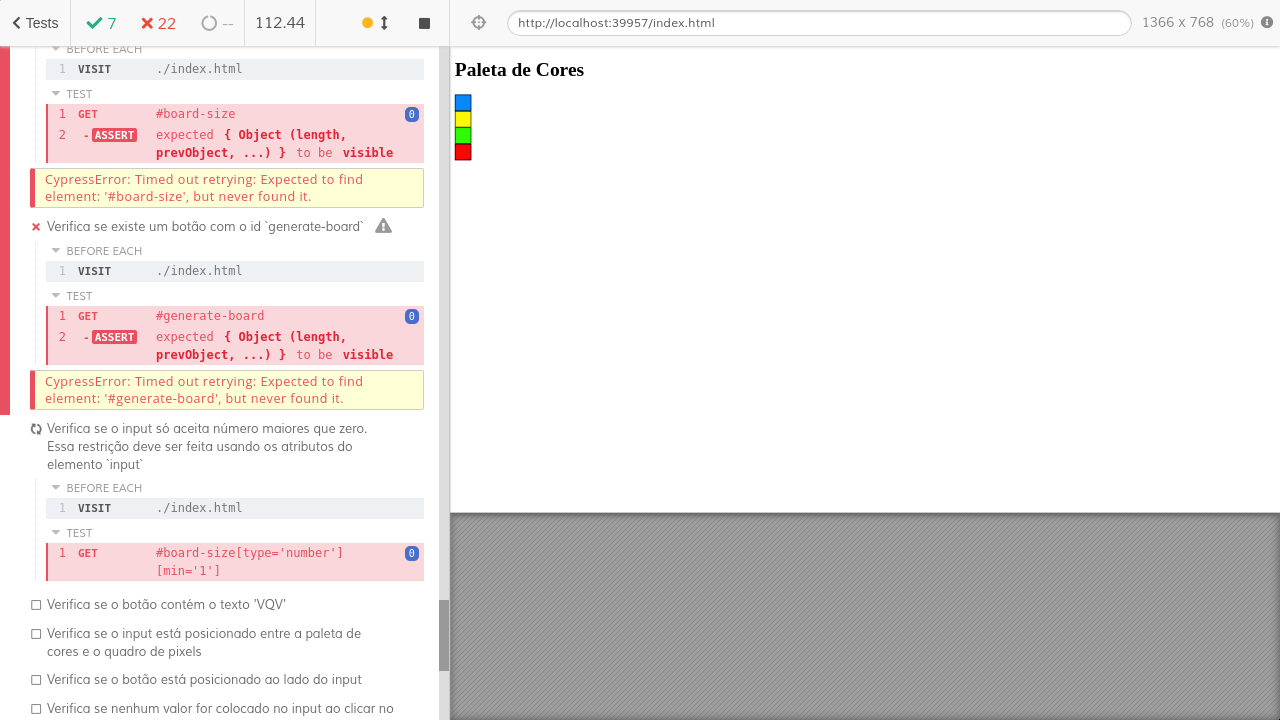 Tests 7 22 -- 112.44 http://localhost:39957/index.html 1366 x 768 (60%)
BEFORE EACH
1 VISIT ./index.html
TEST
1 GET #board-size 0
2 -ASSERT expected { Object (length,
prevObject, ...) } to be visible
CypressError: Timed out retrying: Expected to find
element: '#board-size', but never found it.
Verifica se existe um botão com o id `generate-board`
BEFORE EACH
1 VISIT ./index.html
TEST
1 GET #generate-board 0
2 -ASSERT expected { Object (length,
prevObject, ...) } to be visible
CypressError: Timed out retrying: Expected to find
element: '#generate-board', but never found it.
Verifica se o input só aceita número maiores que zero.
Essa restrição deve ser feita usando os atributos do
elemento `input`
BEFORE EACH
1 VISIT ./index.html
TEST
1 GET #board-size[type='number'] 0
[min='1']
Verifica se o botão contém o texto 'VQV'
Verifica se o input está posicionado entre a paleta de
cores e o quadro de pixels
Verifica se o botão está posicionado ao lado do input
Verifica se nenhum valor for colocado no input ao clicar no
Paleta de Cores